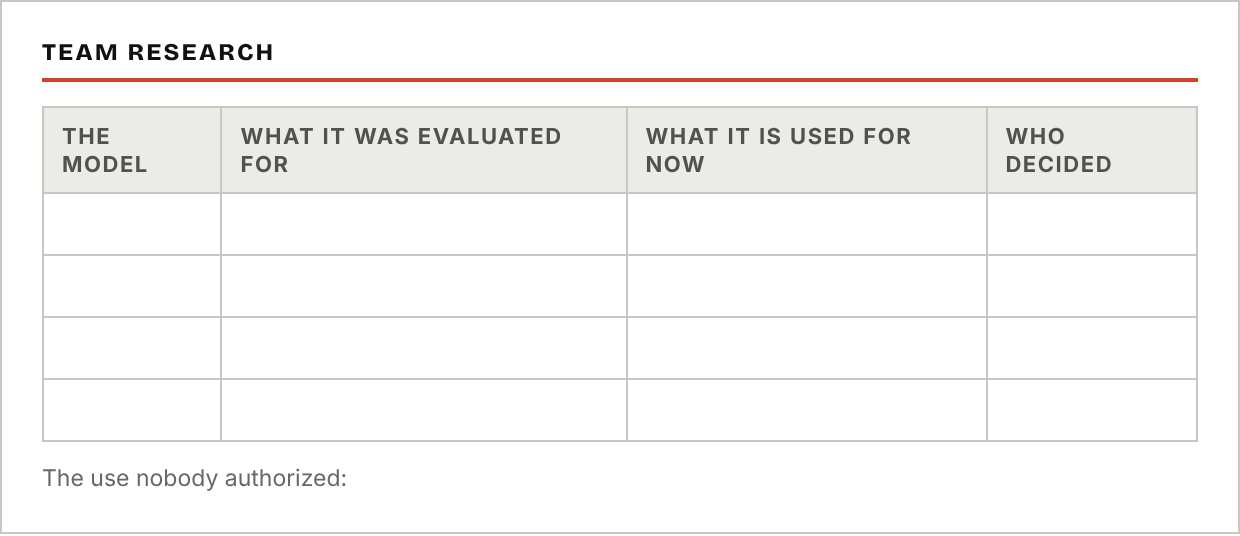 TEAM RESEARCH
THE MODEL
WHAT IT WAS EVALUATED FOR
WHAT IT IS USED FOR NOW
WHO DECIDED
The use nobody authorized: